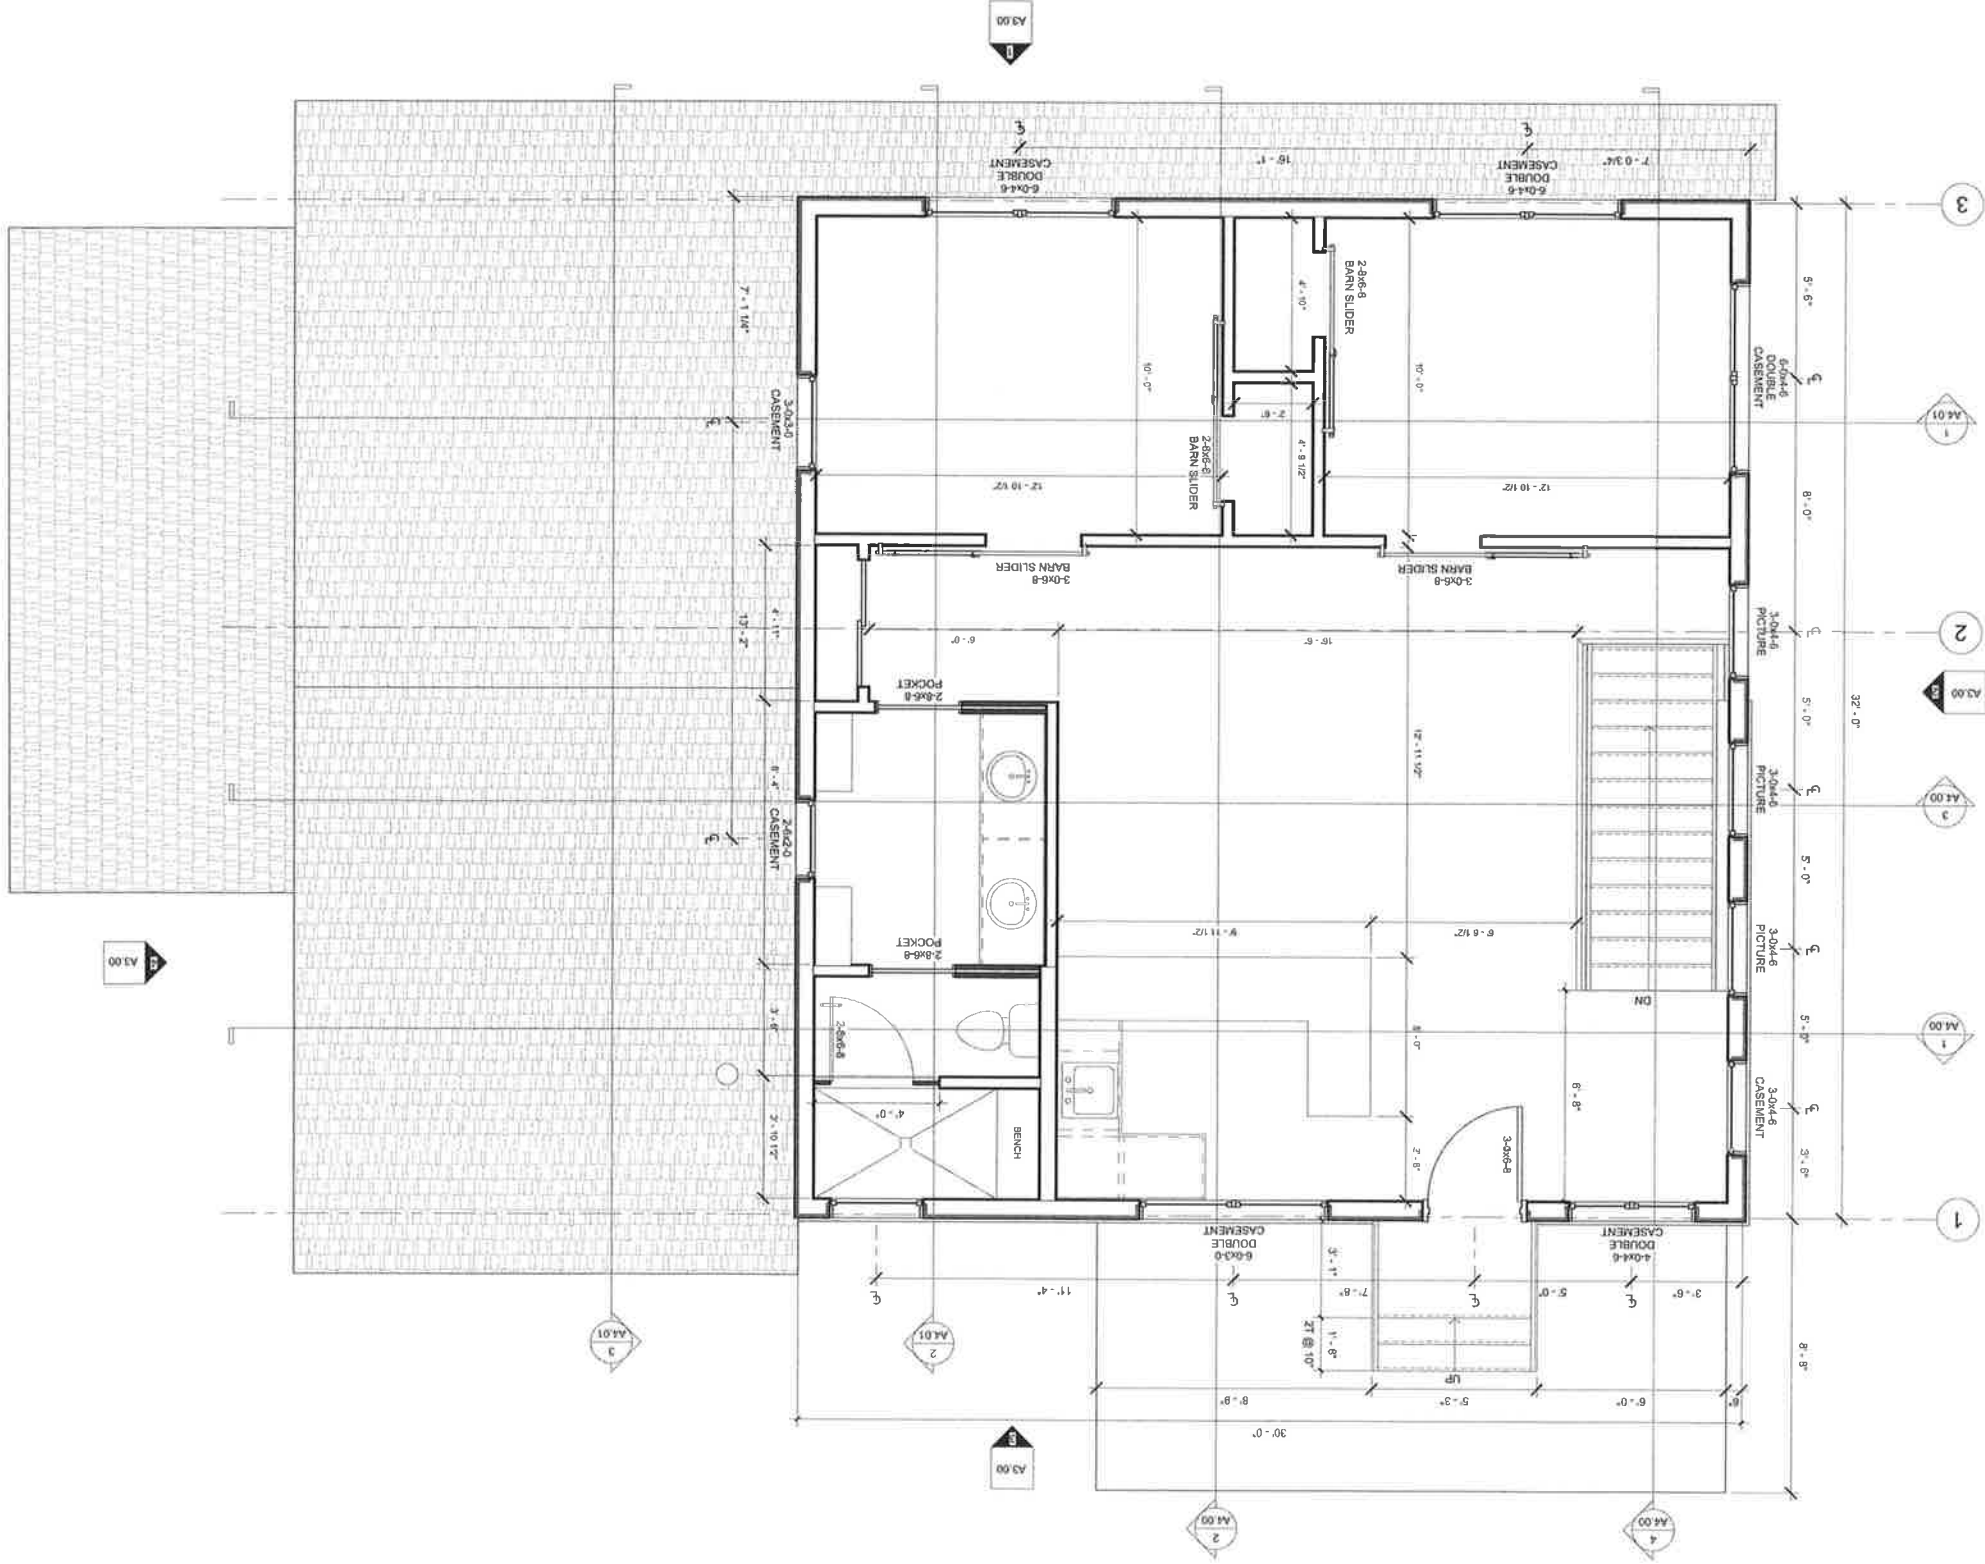 A3.00
1
16' - 1"
7' - 0 3/4"
6-0x4-6
DOUBLE
CASEMENT
6-0x4-6
DOUBLE
CASEMENT
3
5' - 6"
7' - 1 1/4"
2-8x6-8
BARN SLIDER
4' - 10"
10' - 0"
10' - 0"
6-0x4-6
DOUBLE
CASEMENT
3-0x3-0
CASEMENT
2' - 6"
1
A4.01
2-8x6-8
BARN SLIDER
4' - 9 1/2"
12' - 10 1/2"
12' - 10 1/2"
8' - 0"
3-0x6-8
BARN SLIDER
3-0x6-8
BARN SLIDER
4' - 11"
13' - 2"
6' - 0"
16' - 6"
3-0x4-6
PICTURE
2
2-8x6-8
POCKET
A3.00
32' - 0"
5' - 0"
12' - 11 1/2"
8' - 4"
3-0x4-6
PICTURE
3
A4.00
2-6x2-0
CASEMENT
5' - 0"
9' - 11 1/2"
6' - 6 1/2"
2-8x6-8
POCKET
3-0x4-6
PICTURE
A3.00
DN
3' - 6"
2-8x6-8
5' - 0"
5' - 0"
1
A4.00
6' - 8"
3-0x4-6
CASEMENT
4' - 0"
BENCH
3' - 10 1/2"
2' - 8"
3-0x6-8
3' - 6"
1
6-0x3-0
DOUBLE
CASEMENT
4-0x4-6
DOUBLE
CASEMENT
11' - 4"
3' - 1"
7' - 8"
5' - 0"
3' - 6"
3
A4.01
2
A4.01
2T @ 10"
1' - 8"
UP
8' - 8"
8' - 9"
5' - 3"
6' - 0"
6"
30' - 0"
A3.00
2
A4.00
4
A4.00